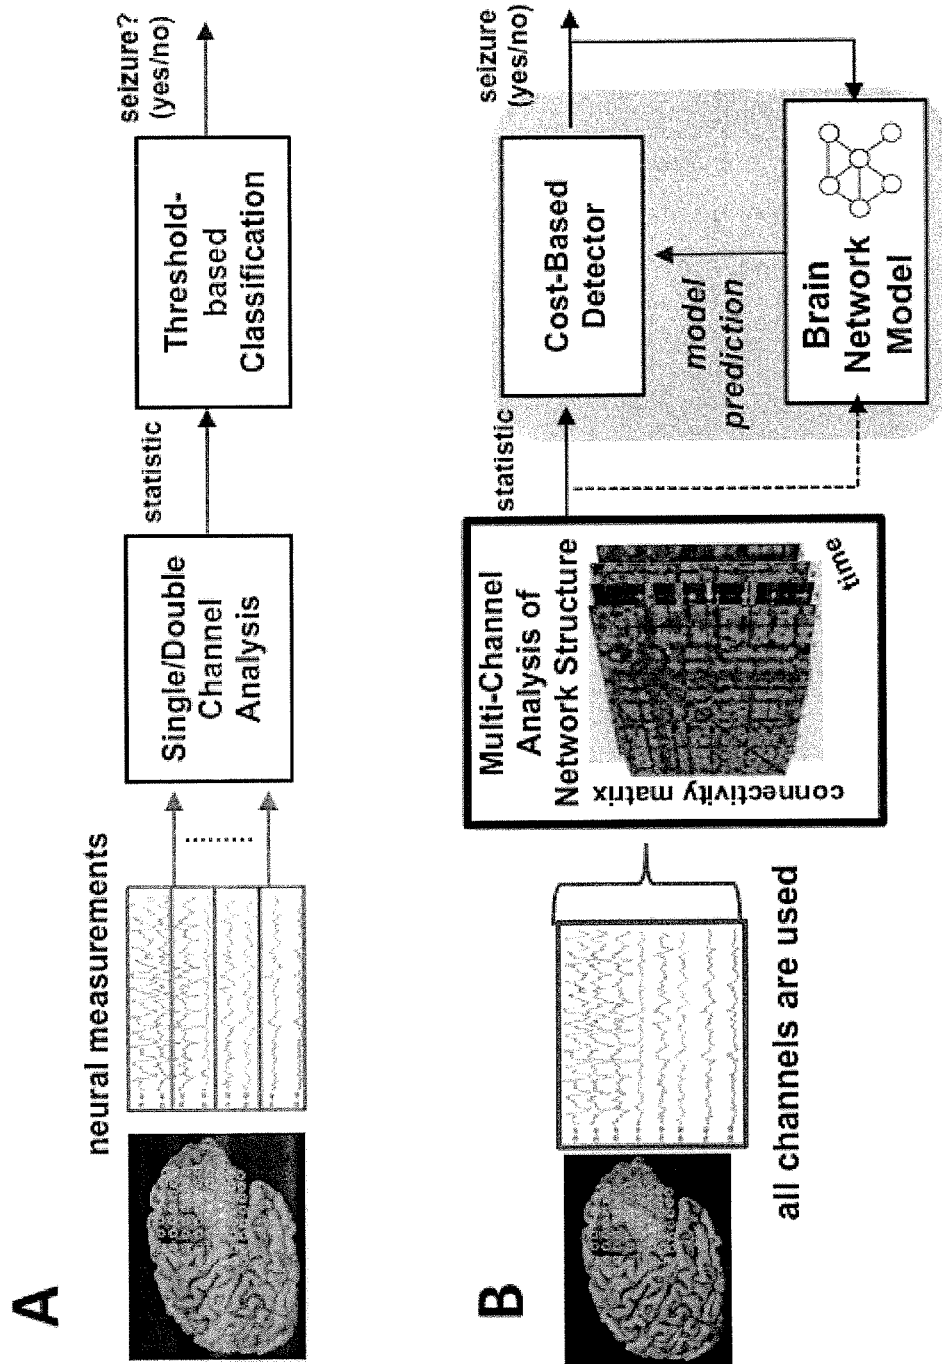 A
neural measurements
Single/Double
Channel
Analysis
statistic
Threshold-
based
Classification
seizure?
(yes/no)
B
all channels are used
Multi-Channel
Analysis of
Network Structure
connectivity matrix
time
statistic
Cost-Based
Detector
model
prediction
Brain
Network
Model
seizure
(yes/no)